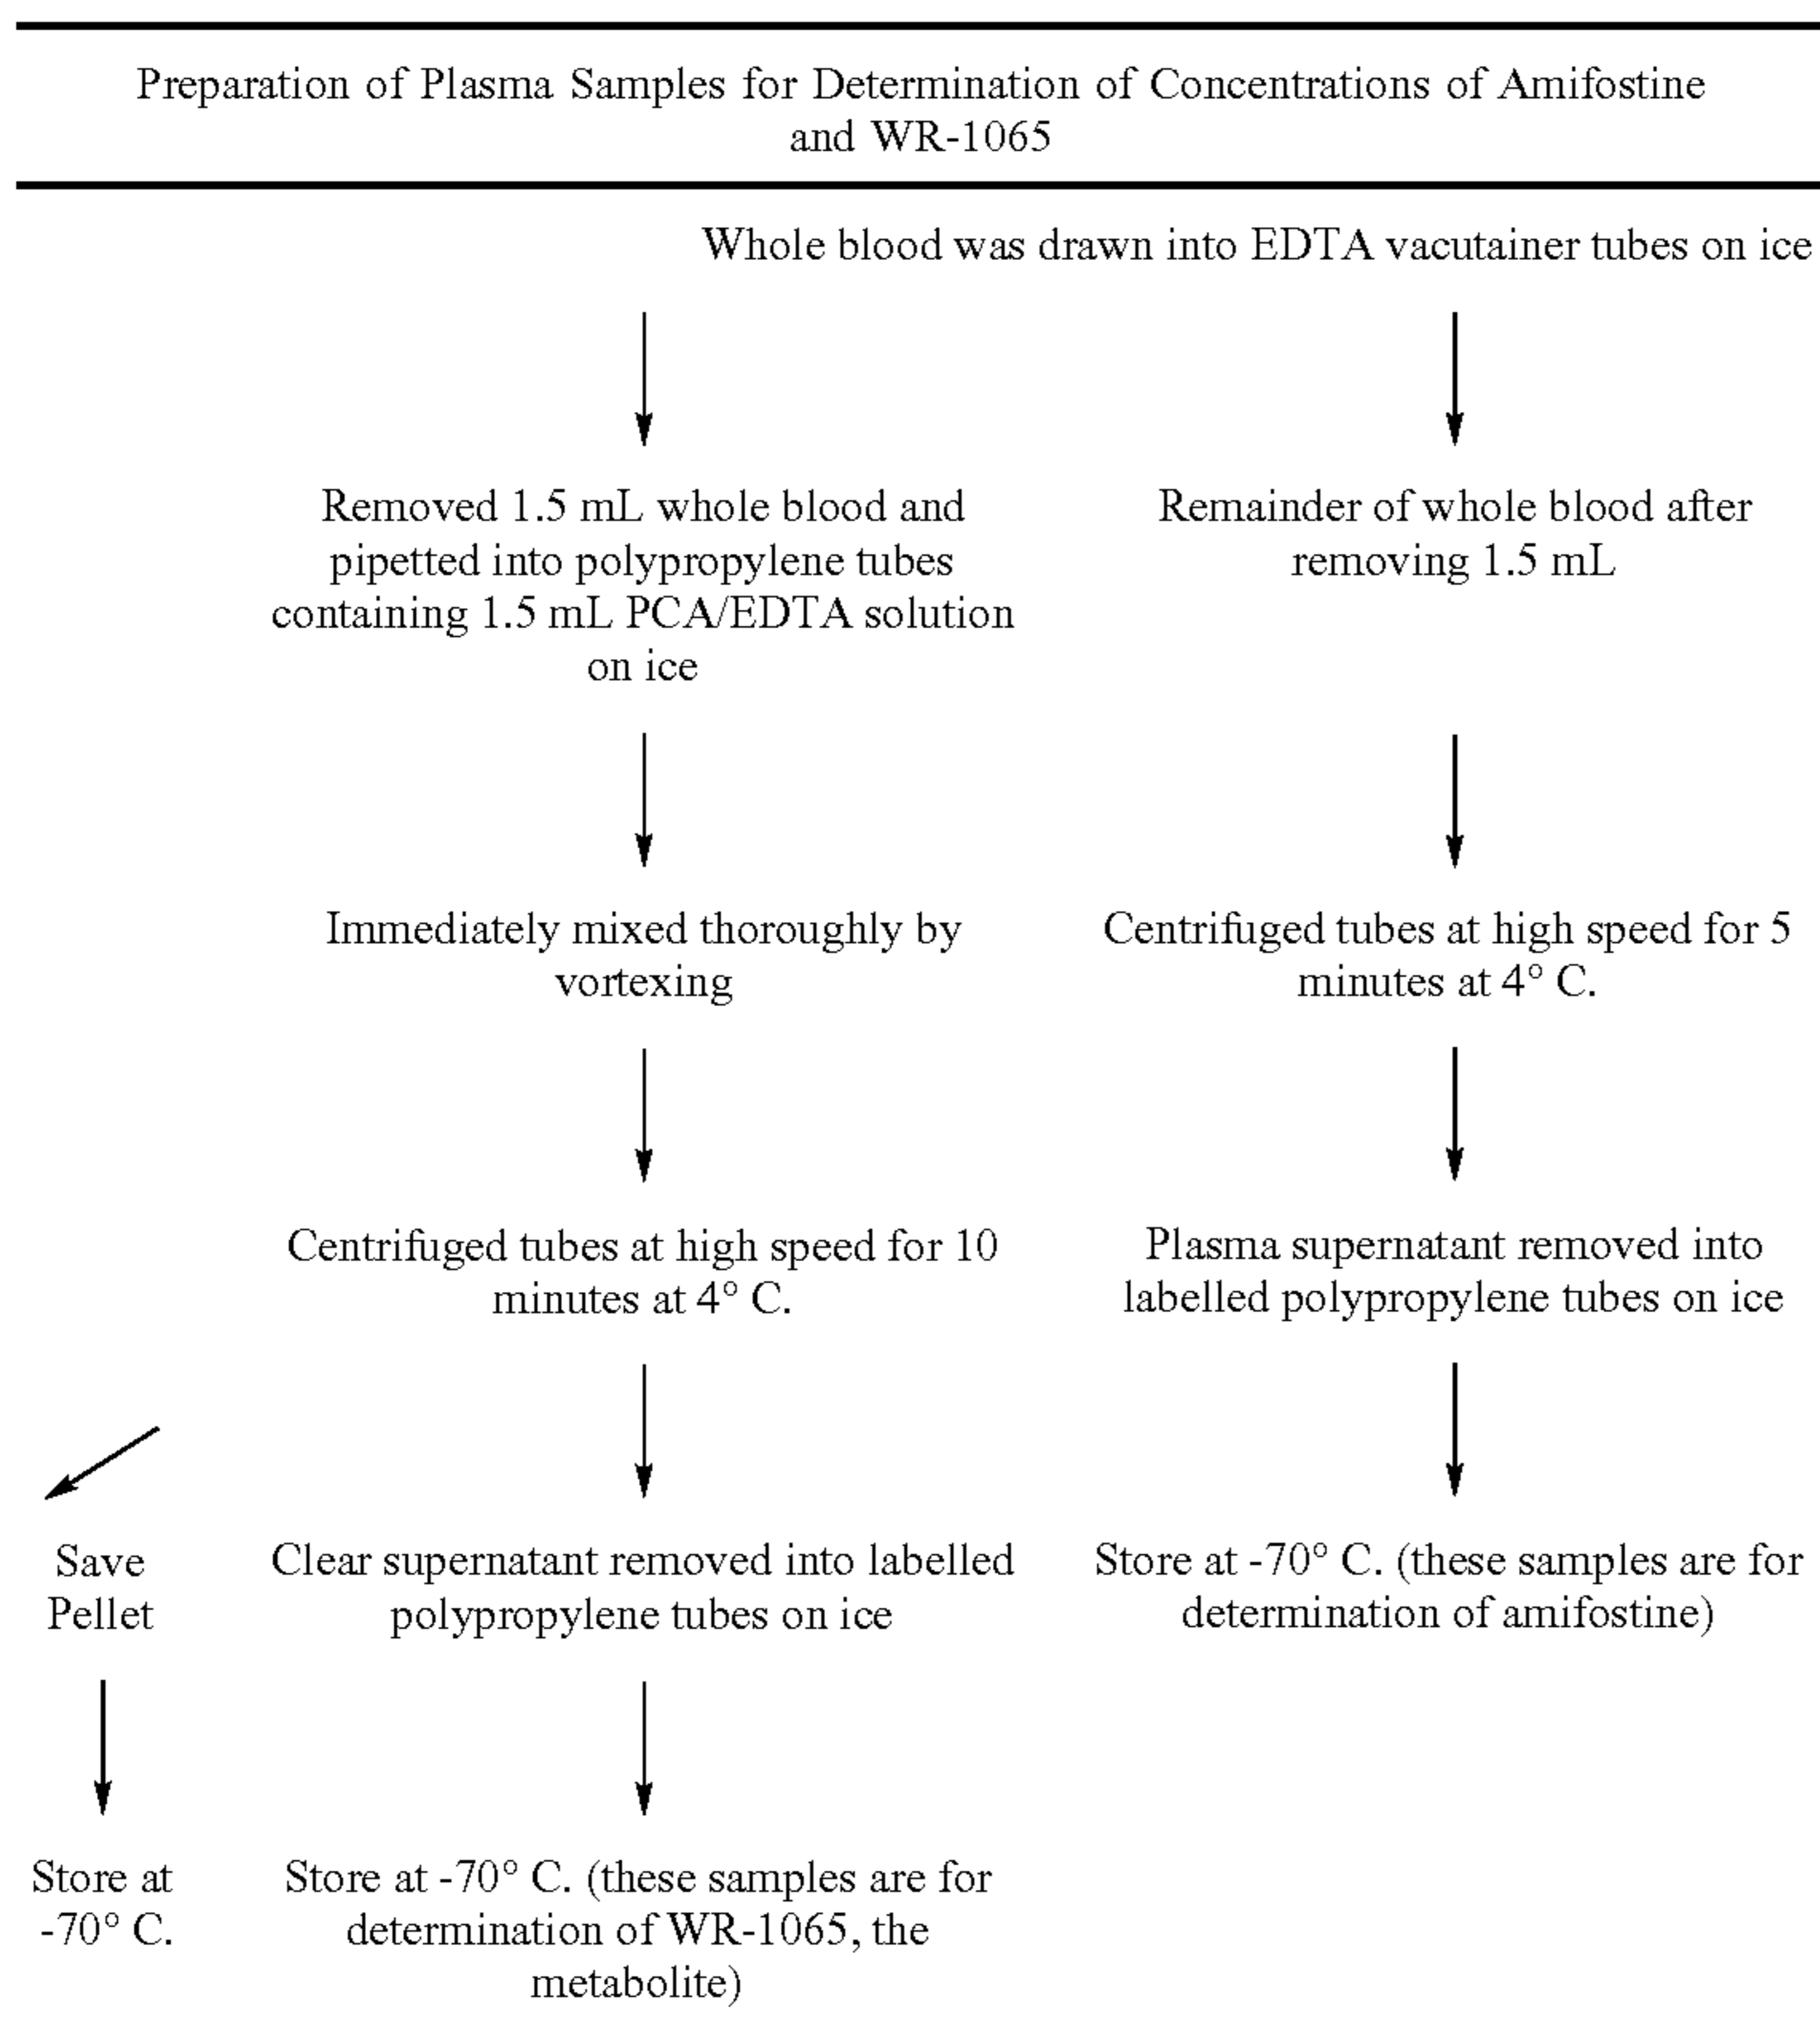 Preparation of Plasma Samples for Determination of Concentrations of Amifostine
and WR-1065
Whole blood was drawn into EDTA vacutainer tubes on ice
Removed 1.5 mL whole blood and
pipetted into polypropylene tubes
containing 1.5 mL PCA/EDTA solution
on ice
Remainder of whole blood after
removing 1.5 mL
Immediately mixed thoroughly by
vortexing
Centrifuged tubes at high speed for 5
minutes at 4° C.
Centrifuged tubes at high speed for 10
minutes at 4° C.
Plasma supernatant removed into
labelled polypropylene tubes on ice
Save
Pellet
Clear supernatant removed into labelled
polypropylene tubes on ice
Store at -70° C. (these samples are for
determination of amifostine)
Store at
-70° C.
Store at -70° C. (these samples are for
determination of WR-1065, the
metabolite)